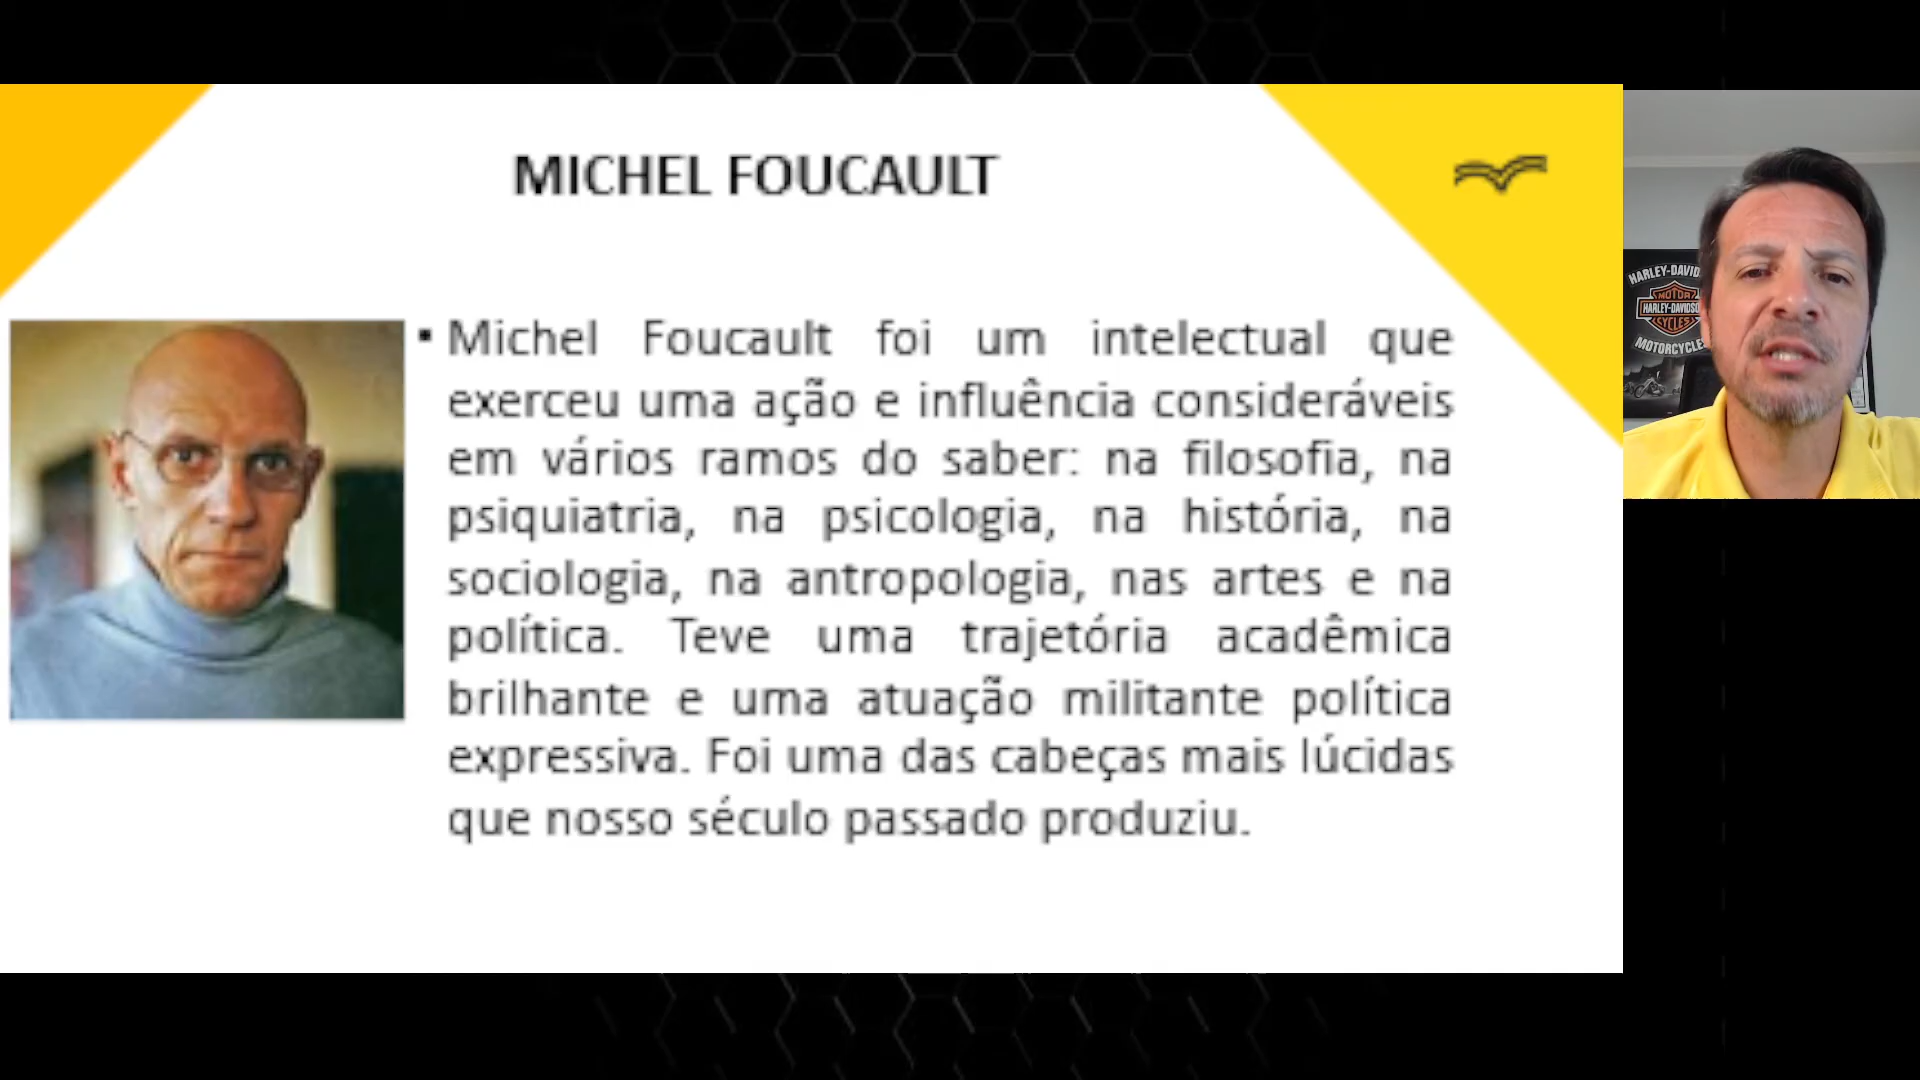 MICHEL FOUCAULT
▪ Michel Foucault foi um intelectual que
exerceu uma ação e influência consideráveis
em vários ramos do saber: na filosofia, na
psiquiatria, na psicologia, na história, na
sociologia, na antropologia, nas artes e na
política. Teve uma trajetória acadêmica
brilhante e uma atuação militante política
expressiva. Foi uma das cabeças mais lúcidas
que nosso século passado produziu.
HARLEY-DAVID
MOTOR
HARLEY-DAVIDSO
CYCLES
MOTORCYCLE